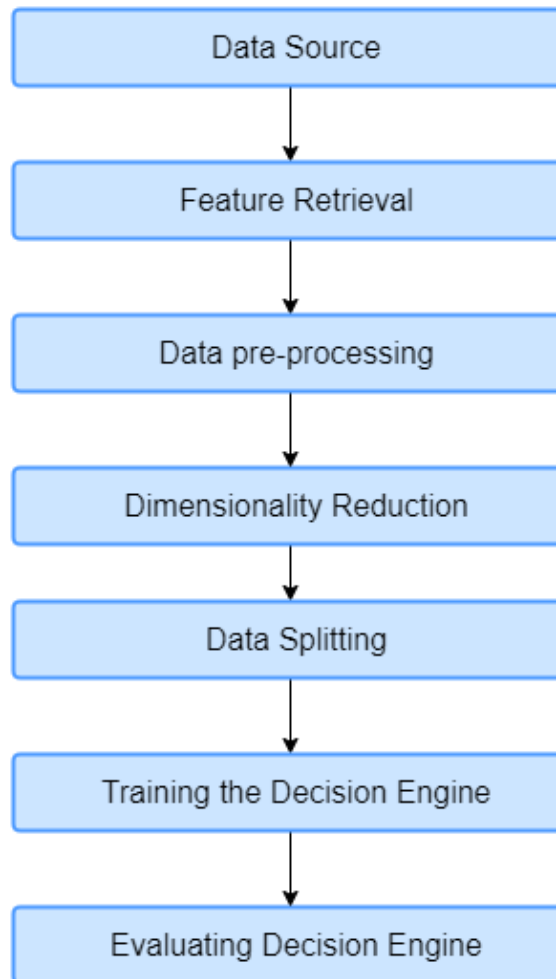 Data Source
Feature Retrieval
Data pre-processing
Dimensionality Reduction
Data Splitting
Training the Decision Engine
Evaluating Decision Engine